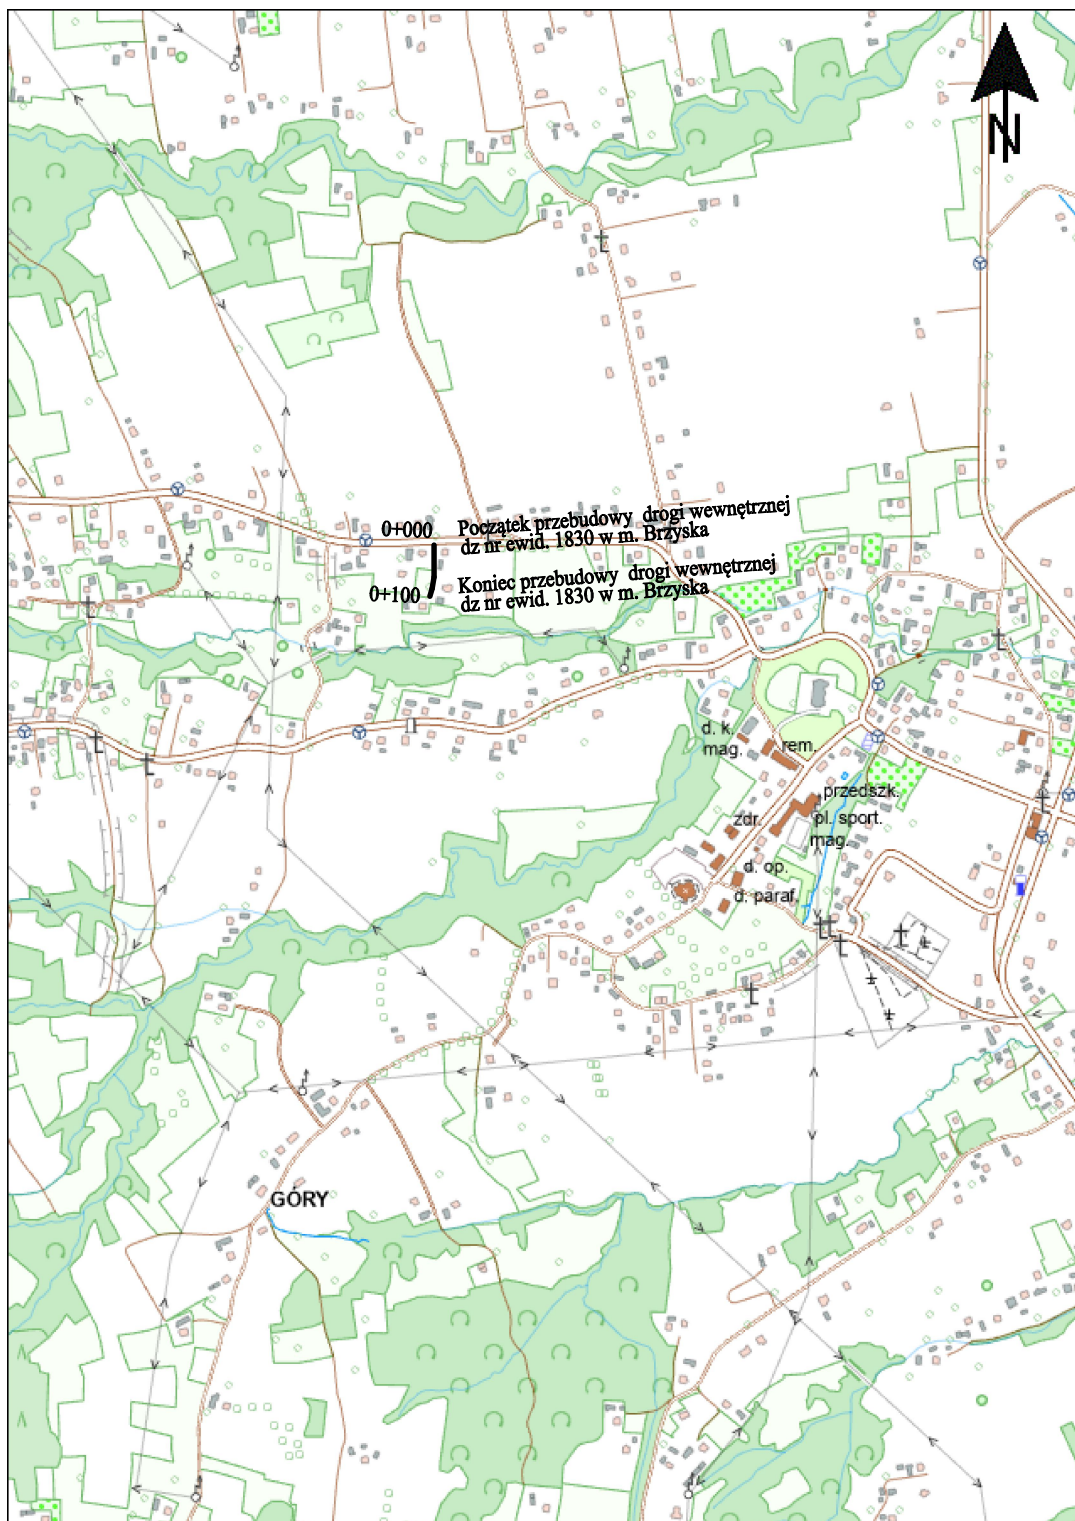 N
0+000
Początek przebudowy drogi wewnętrznej
dz nr ewid. 1830 w m. Brzyska
0+100
Koniec przebudowy drogi wewnętrznej
dz nr ewid. 1830 w m. Brzyska
d. k.
mag.
rem.
przedszk.
zdr.
pl. sport.
mag.
d. op.
d. paraf.
GÓRY